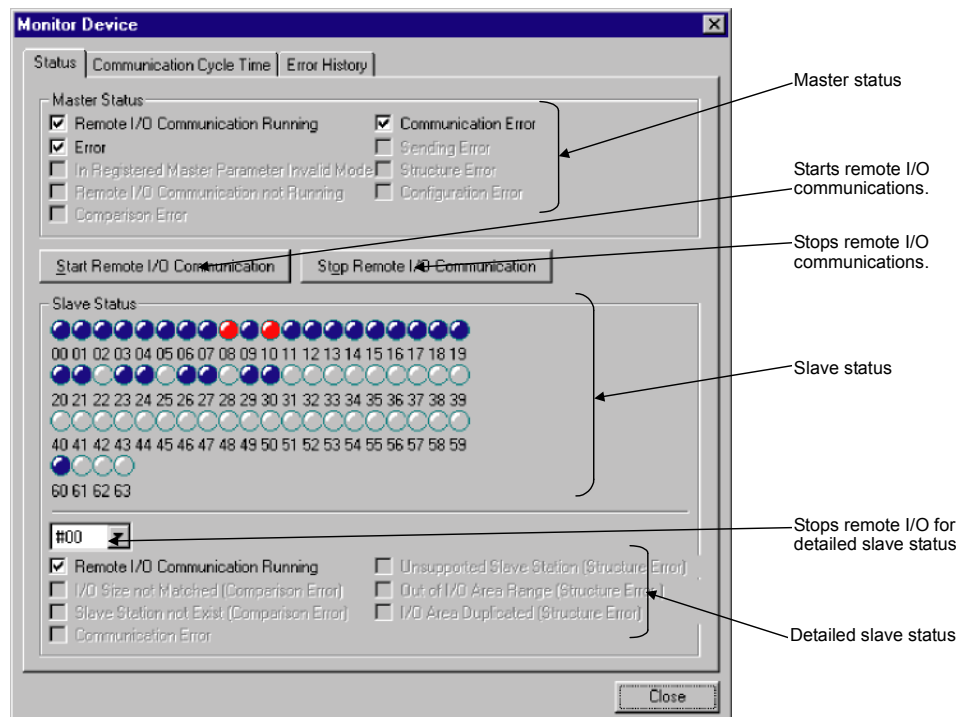 Monitor Device
Status Communication Cycle Time Error History
Master Status
Remote I/O Communication Running Communication Error
Error Sending Error
In Registered Master Parameter Invalid Mode Structure Error
Remote I/O Communication not Running Configuration Error
Comparison Error
Start Remote I/O Communication Stop Remote I/O Communication
Slave Status
00 01 02 03 04 05 06 07 08 09 10 11 12 13 14 15 16 17 18 19
20 21 22 23 24 25 26 27 28 29 30 31 32 33 34 35 36 37 38 39
40 41 42 43 44 45 46 47 48 49 50 51 52 53 54 55 56 57 58 59
60 61 62 63
#00
Remote I/O Communication Running Unsupported Slave Station (Structure Error)
I/O Size not Matched (Comparison Error) Out of I/O Area Range (Structure Error)
Slave Station not Exist (Comparison Error) I/O Area Duplicated (Structure Error)
Communication Error
Close
Master status
Starts remote I/O
communications.
Stops remote I/O
communications.
Slave status
Stops remote I/O for
detailed slave status
Detailed slave status